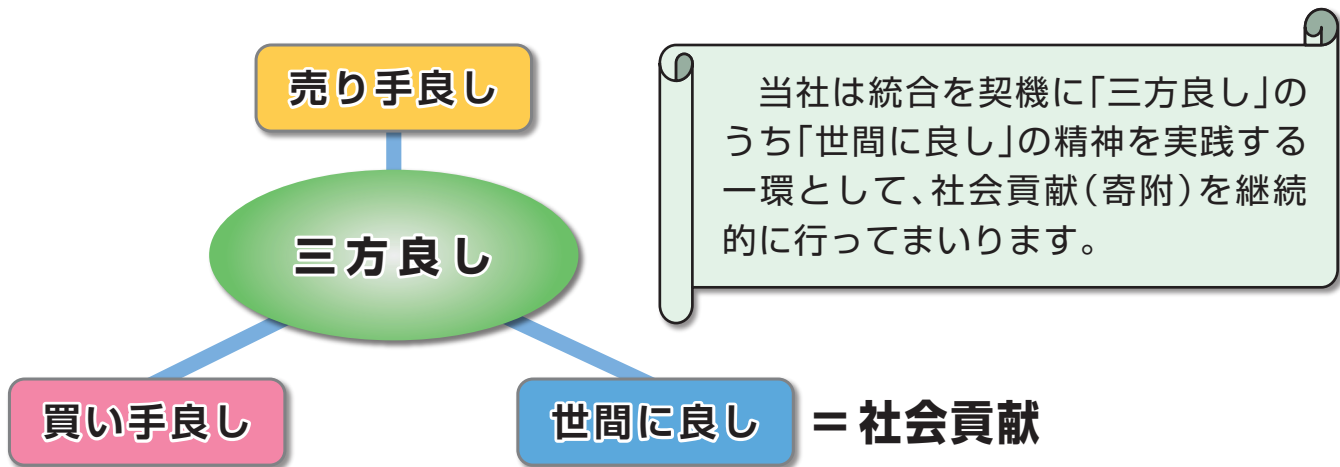 売り手良し
三方良し
買い手良し
世間に良し
＝社会貢献
当社は統合を契機に「三方良し」の
うち「世間に良し」の精神を実践する
一環として、社会貢献（寄附）を継続
的に行ってまいります。